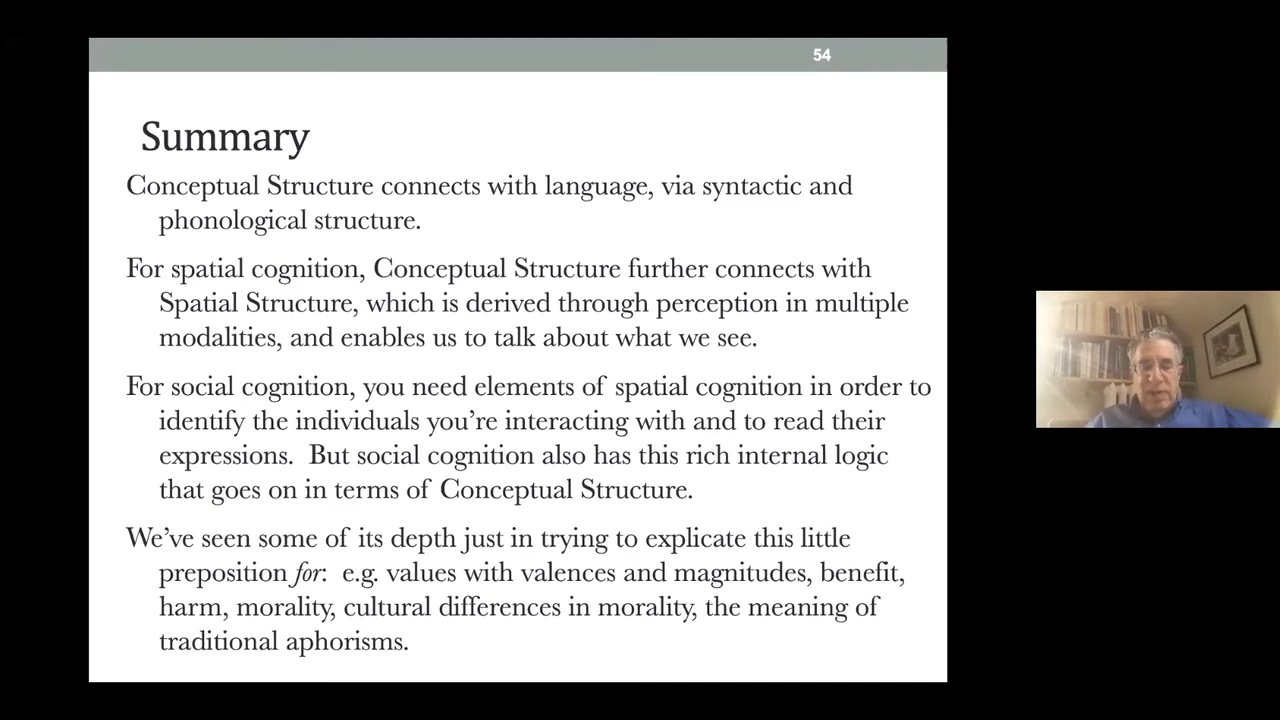 54
Summary
Conceptual Structure connects with language, via syntactic and
phonological structure.
For spatial cognition, Conceptual Structure further connects with
Spatial Structure, which is derived through perception in multiple
modalities, and enables us to talk about what we see.
For social cognition, you need elements of spatial cognition in order to
identify the individuals you’re interacting with and to read their
expressions.  But social cognition also has this rich internal logic
that goes on in terms of Conceptual Structure.
We’ve seen some of its depth just in trying to explicate this little
preposition for:  e.g. values with valences and magnitudes, benefit,
harm, morality, cultural differences in morality, the meaning of
traditional aphorisms.